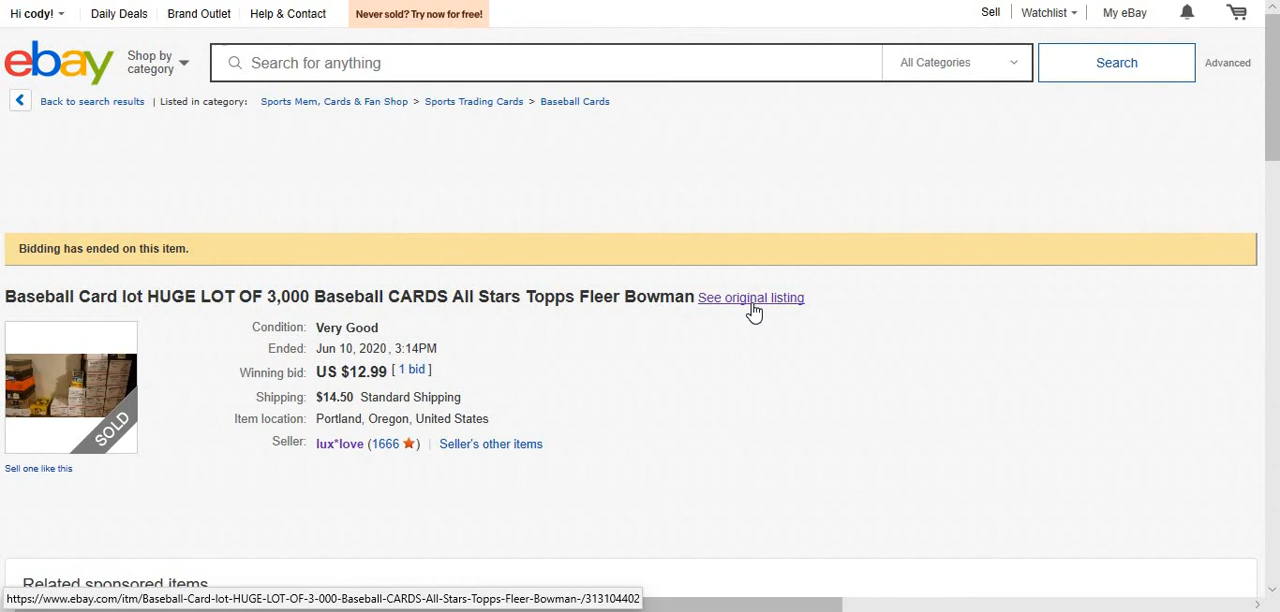 Hi cody! Daily Deals Brand Outlet Help & Contact Never sold? Try now for free! Sell Watchlist My eBay
ebay Shop by category Search for anything All Categories Search Advanced
Back to search results | Listed in category: Sports Mem, Cards & Fan Shop > Sports Trading Cards > Baseball Cards
Bidding has ended on this item.
Baseball Card lot HUGE LOT OF 3,000 Baseball CARDS All Stars Topps Fleer Bowman See original listing
Condition: Very Good
Ended: Jun 10, 2020 , 3:14PM
Winning bid: US $12.99 [ 1 bid ]
Shipping: $14.50 Standard Shipping
Item location: Portland, Oregon, United States
SOLD
Seller: lux*love (1666 ) | Seller's other items
Sell one like this
Related sponsored items
https://www.ebay.com/itm/Baseball-Card-lot-HUGE-LOT-OF-3-000-Baseball-CARDS-All-Stars-Topps-Fleer-Bowman-/313104402